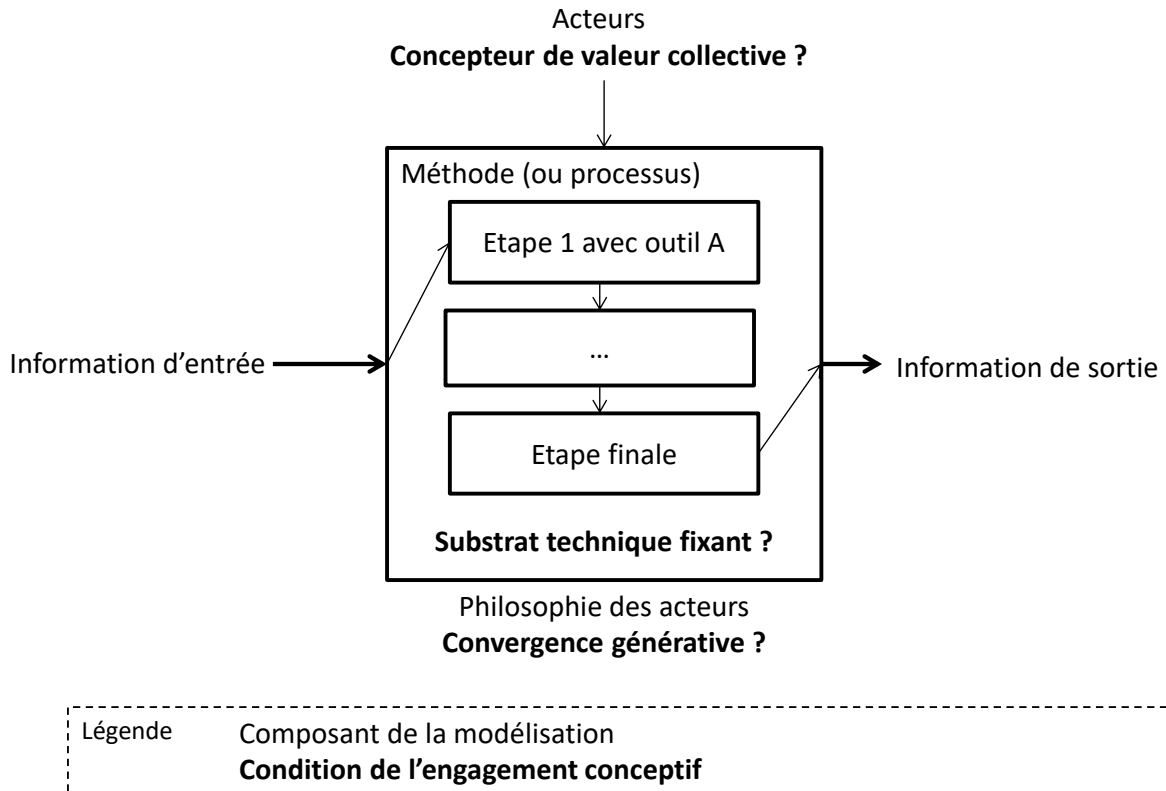 Acteurs
Concepteur de valeur collective ?
Méthode (ou processus)
Etape 1 avec outil A
...
Information d’entrée
Information de sortie
Etape finale
Substrat technique fixant ?
Philosophie des acteurs
Convergence générative ?
Légende
Composant de la modélisation
Condition de l’engagement conceptif